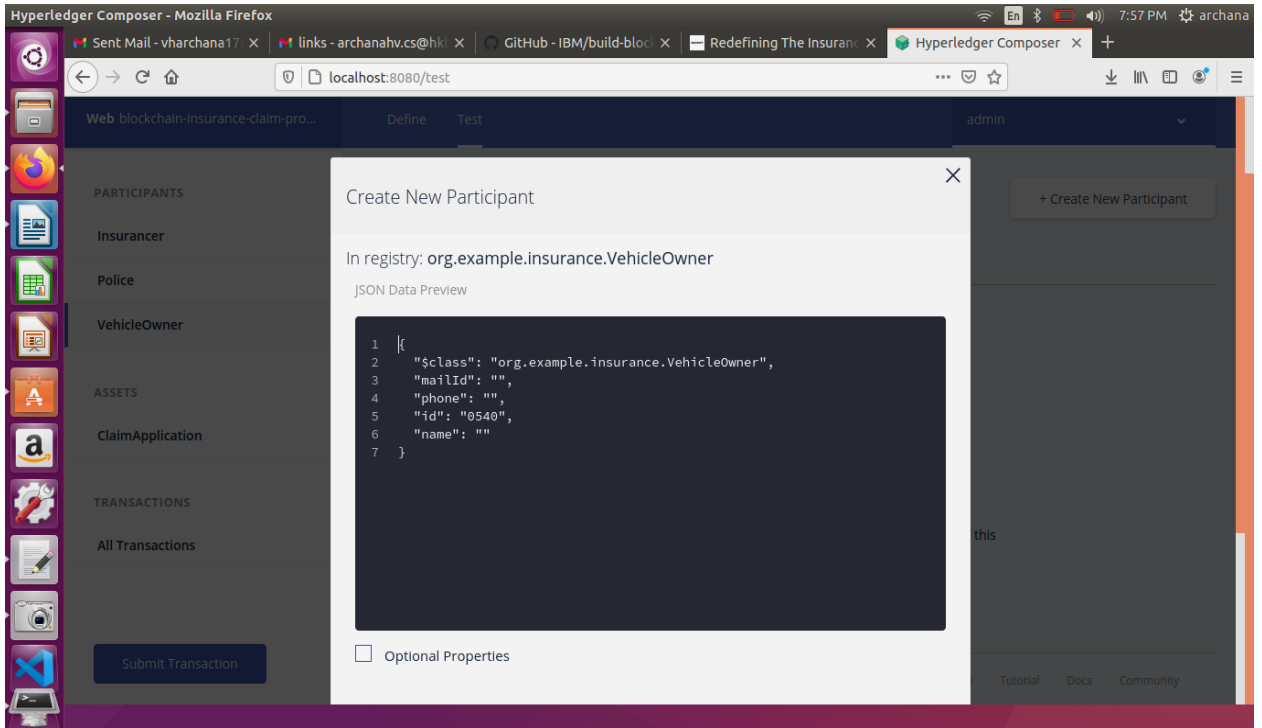 Hyperledger Composer - Mozilla Firefox
En
7:57 PM
archana
Sent Mail - vharchana17
links - archanahv.cs@hkb
GitHub - IBM/build-bloc
Redefining The Insuranc
Hyperledger Composer
localhost:8080/test
Web blockchain-insurance-claim-pro...
Define
Test
admin
PARTICIPANTS
Insurancer
Police
VehicleOwner
ASSETS
ClaimApplication
TRANSACTIONS
All Transactions
Submit Transaction
+ Create New Participant
Create New Participant
In registry: org.example.insurance.VehicleOwner
JSON Data Preview
1 {
2 "$class": "org.example.insurance.VehicleOwner",
3 "mailId": "",
4 "phone": "",
5 "id": "0540",
6 "name": ""
7 }
Optional Properties
this
Tutorial
Docs
Community